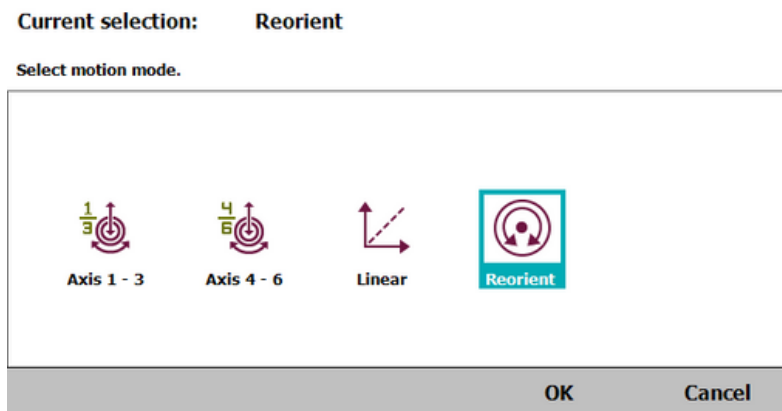 Current selection: Reorient
Select motion mode.
1/3 4/6
Axis 1 - 3 Axis 4 - 6 Linear Reorient
OK Cancel